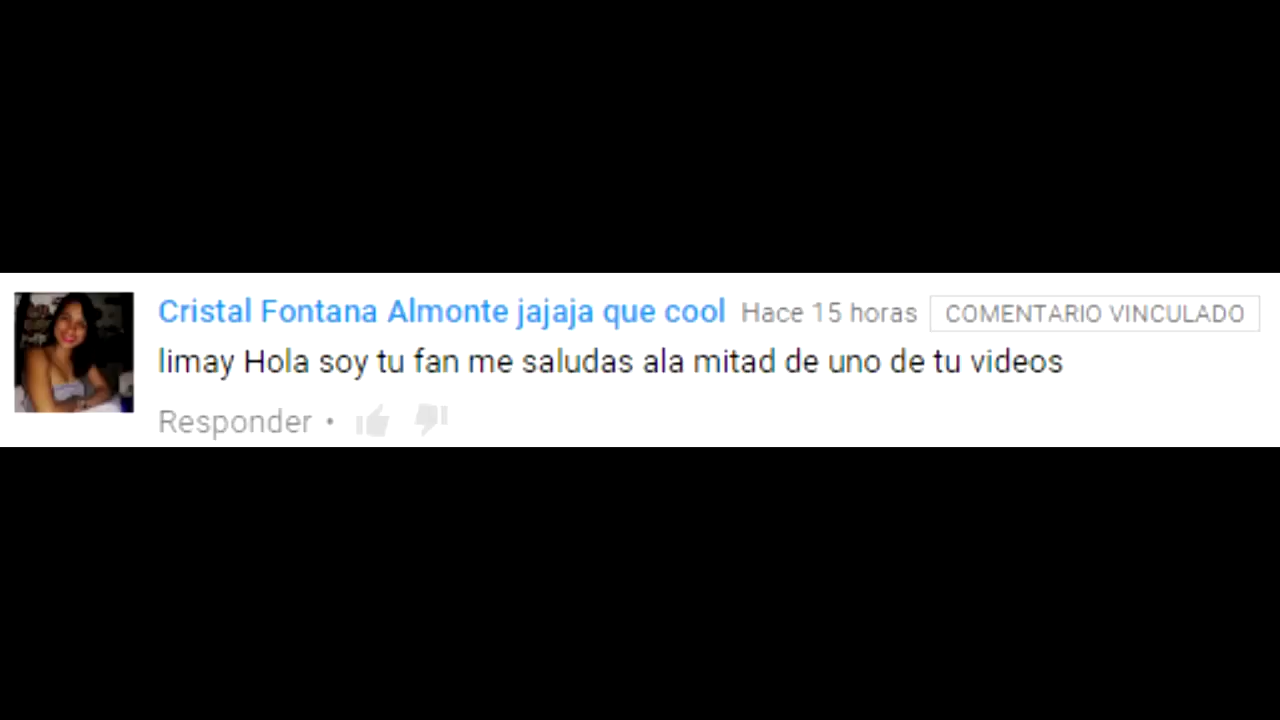 Cristal Fontana Almonte jajaja que cool Hace 15 horas COMENTARIO VINCULADO
limay Hola soy tu fan me saludas ala mitad de uno de tu videos
Responder •